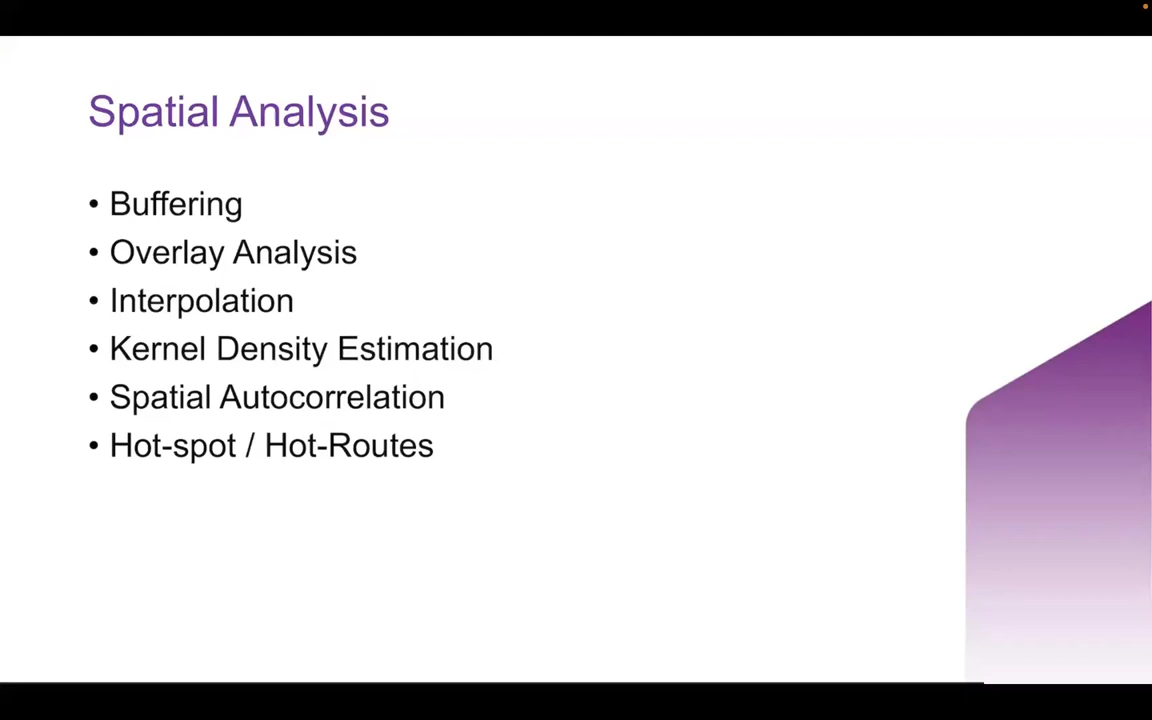 Spatial Analysis
• Buffering
• Overlay Analysis
• Interpolation
• Kernel Density Estimation
• Spatial Autocorrelation
• Hot-spot / Hot-Routes